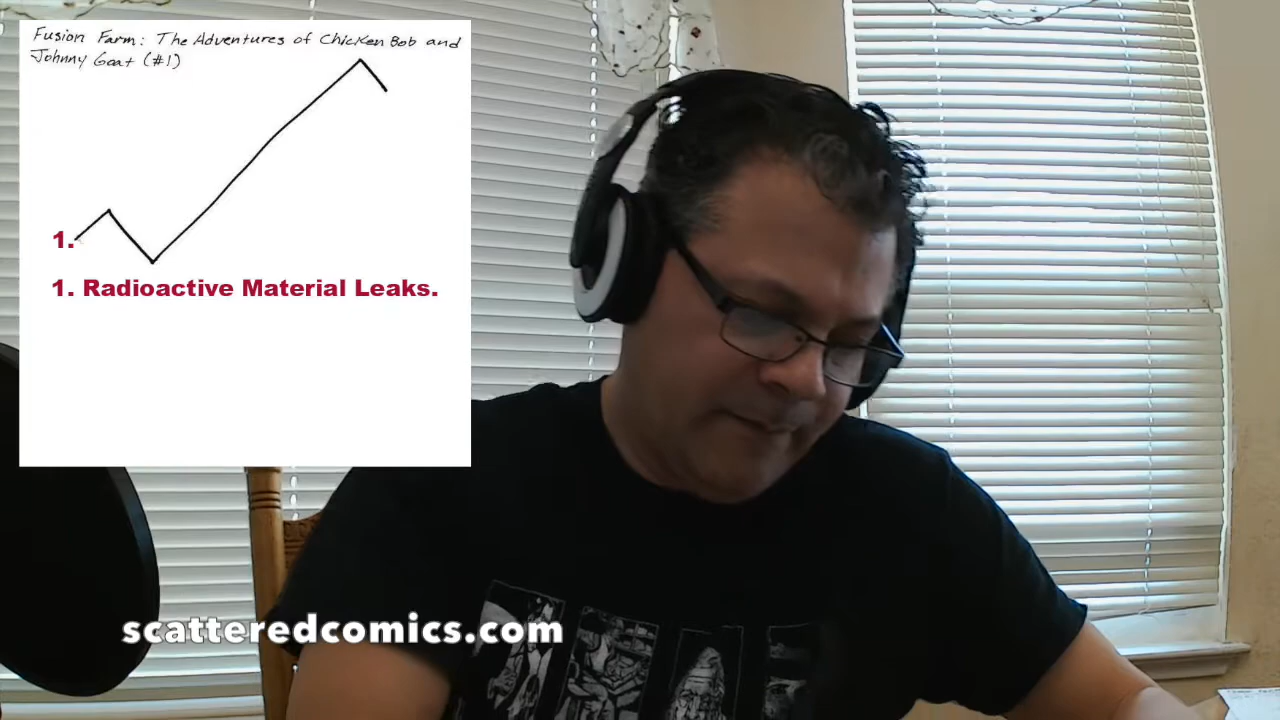 Fusion Farm: The Adventures of Chicken Bob and
Johnny Goat (#1)
1.
1. Radioactive Material Leaks.
scatteredcomics.com